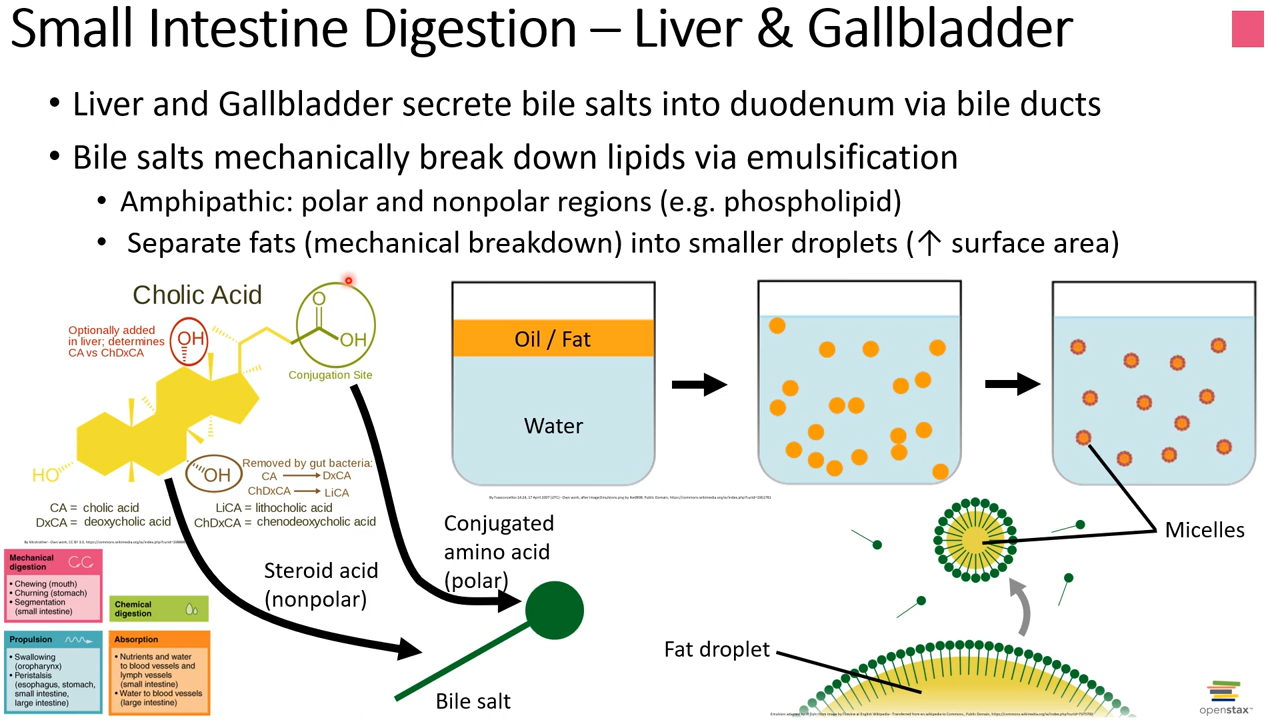 Small Intestine Digestion – Liver & Gallbladder
• Liver and Gallbladder secrete bile salts into duodenum via bile ducts
• Bile salts mechanically break down lipids via emulsification
• Amphipathic: polar and nonpolar regions (e.g. phospholipid)
• Separate fats (mechanical breakdown) into smaller droplets (↑ surface area)
Cholic Acid
Optionally added
in liver; determines
CA vs ChDxCA
OH
O
OH
Conjugation Site
HO
OH
Removed by gut bacteria:
CA → DxCA
ChDxCA → LiCA
CA = cholic acid
DxCA = deoxycholic acid
LiCA = lithocholic acid
ChDxCA = chenodeoxycholic acid
Oil / Fat
Water
Micelles
Conjugated
amino acid
(polar)
Steroid acid
(nonpolar)
Bile salt
Fat droplet
Mechanical
digestion
• Chewing (mouth)
• Churning (stomach)
• Segmentation
(small intestine)
Chemical
digestion
Propulsion
• Swallowing
(oropharynx)
• Peristalsis
(esophagus, stomach,
small intestine,
large intestine)
Absorption
• Nutrients and water
to blood vessels and
lymph vessels
(small intestine)
• Water to blood vessels
(large intestine)
openstax™